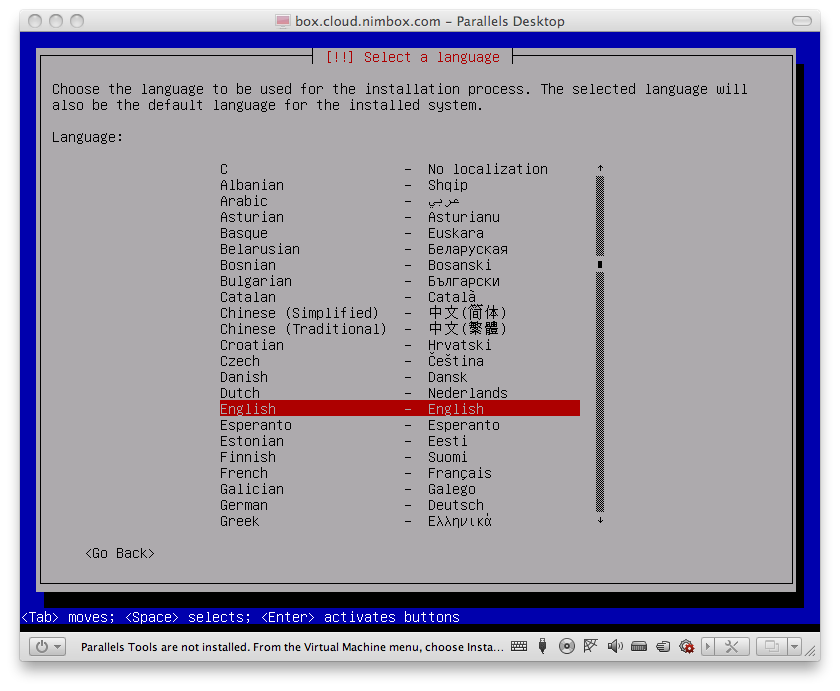 box.cloud.nimbox.com – Parallels Desktop
[!!] Select a language
Choose the language to be used for the installation process. The selected language will
also be the default language for the installed system.
Language:
C - No localization
Albanian - Shqip
Arabic - عربي
Asturian - Asturianu
Basque - Euskara
Belarusian - Беларуская
Bosnian - Bosanski
Bulgarian - Български
Catalan - Català
Chinese (Simplified) - 中文(简体)
Chinese (Traditional) - 中文(繁體)
Croatian - Hrvatski
Czech - Čeština
Danish - Dansk
Dutch - Nederlands
English - English
Esperanto - Esperanto
Estonian - Eesti
Finnish - Suomi
French - Français
Galician - Galego
German - Deutsch
Greek - Ελληνικά
<Go Back>
<Tab> moves; <Space> selects; <Enter> activates buttons
Parallels Tools are not installed. From the Virtual Machine menu, choose Insta...